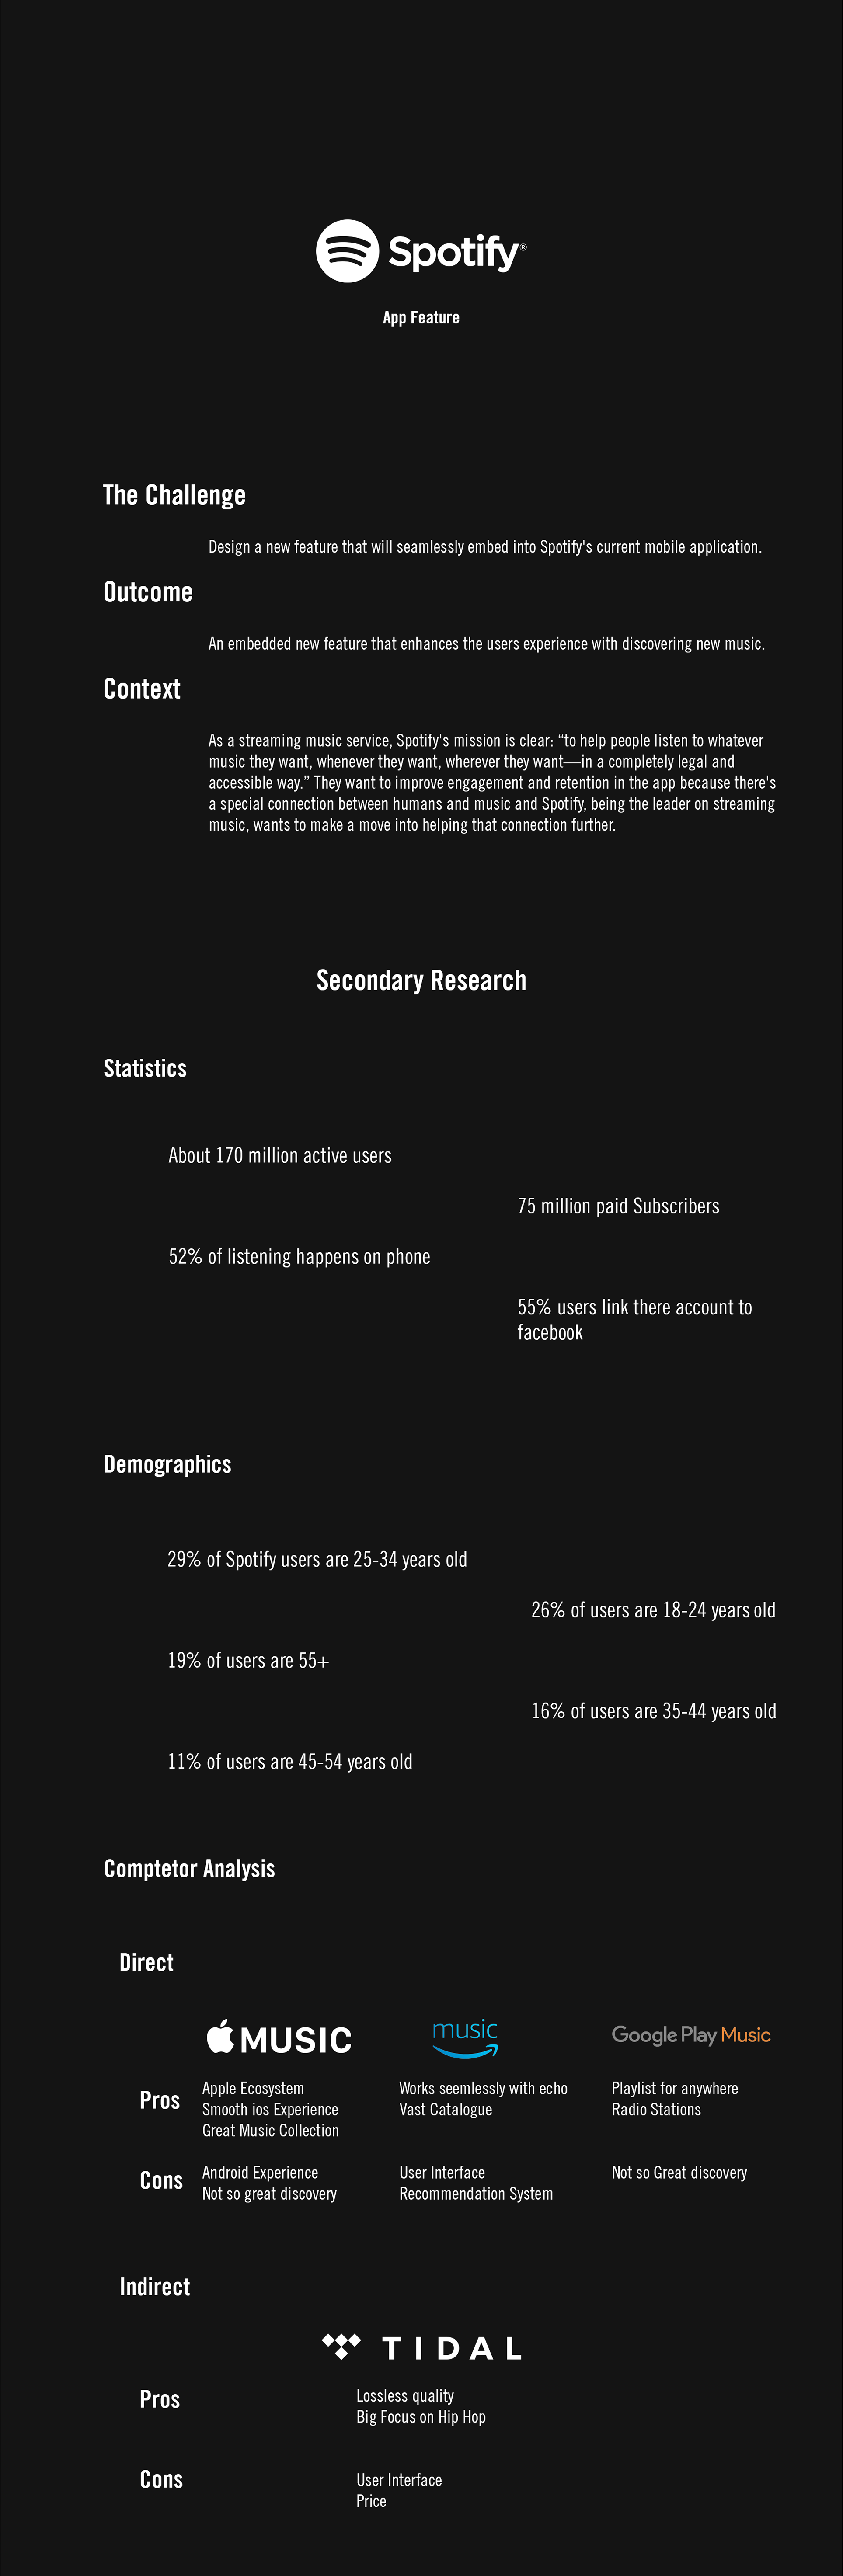 Spotify®
App Feature
The Challenge
Design a new feature that will seamlessly embed into Spotify's current mobile application.
Outcome
An embedded new feature that enhances the users experience with discovering new music.
Context
As a streaming music service, Spotify's mission is clear: “to help people listen to whatever
music they want, whenever they want, wherever they want—in a completely legal and
accessible way.” They want to improve engagement and retention in the app because there's
a special connection between humans and music and Spotify, being the leader on streaming
music, wants to make a move into helping that connection further.
Secondary Research
Statistics
About 170 million active users
75 million paid Subscribers
52% of listening happens on phone
55% users link there account to
facebook
Demographics
29% of Spotify users are 25-34 years old
26% of users are 18-24 years old
19% of users are 55+
16% of users are 35-44 years old
11% of users are 45-54 years old
Comptetor Analysis
Direct
MUSIC
music
Google Play Music
Pros
Apple Ecosystem
Smooth ios Experience
Great Music Collection
Works seemlessly with echo
Vast Catalogue
Playlist for anywhere
Radio Stations
Cons
Android Experience
Not so great discovery
User Interface
Recommendation System
Not so Great discovery
Indirect
TIDAL
Pros
Lossless quality
Big Focus on Hip Hop
Cons
User Interface
Price